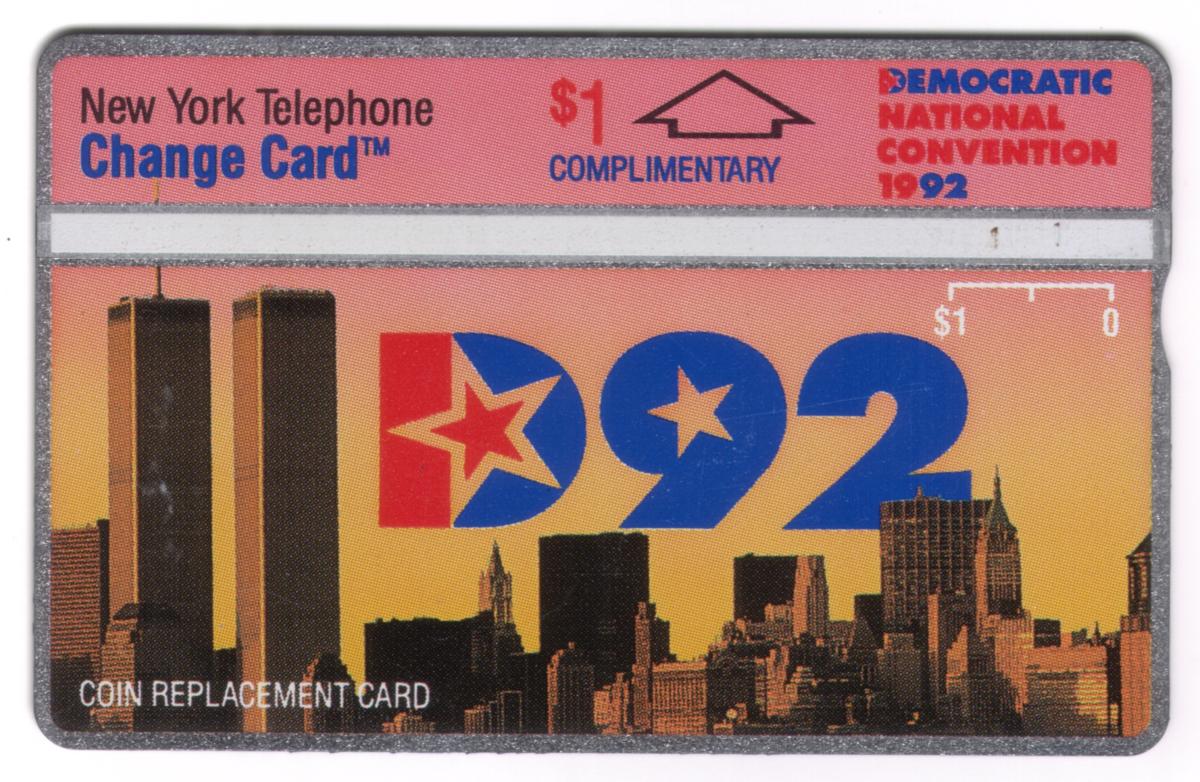 New York Telephone
Change Card™
$1
COMPLIMENTARY
DEMOCRATIC
NATIONAL
CONVENTION
1992
$1 0
D92
COIN REPLACEMENT CARD